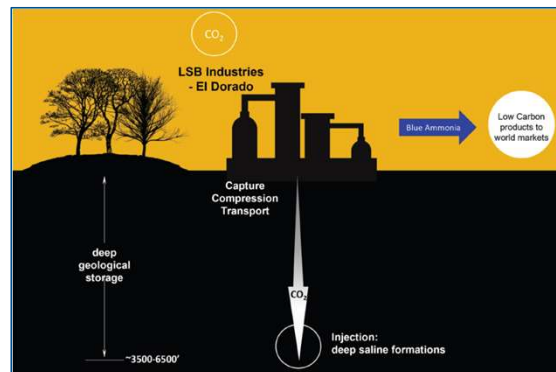 CO₂
LSB Industries
- El Dorado
Blue Ammonia
Low Carbon
products to
world markets
Capture
Compression
Transport
deep
geological
storage
CO₂
Injection:
deep saline formations
~3500-6500'